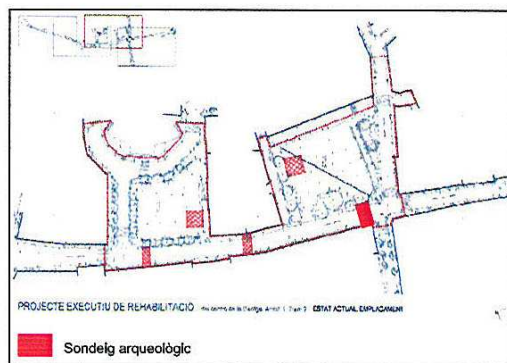 PROJECTE EXECUTIU DE REHABILITACIÓ ESTAT ACTUAL EMPLAÇAMENT
Sondeig arqueològic